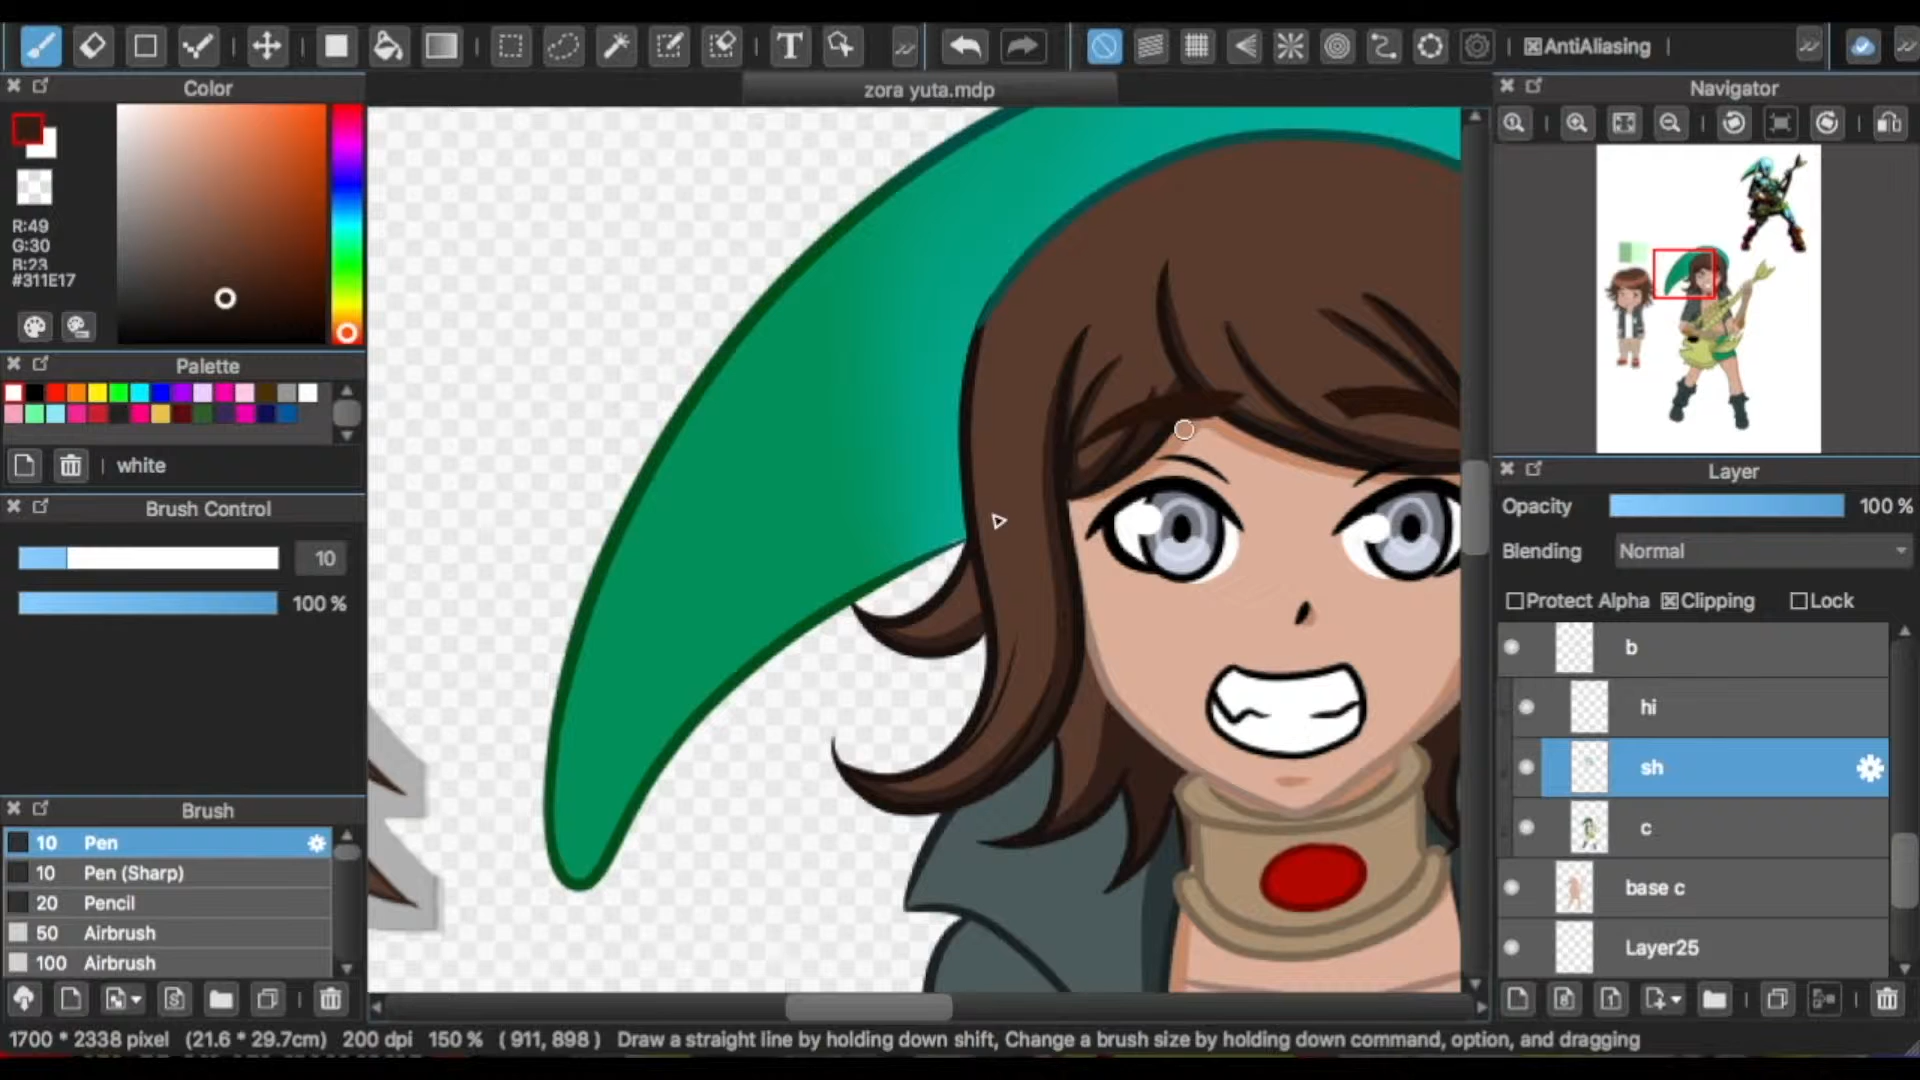 T
AntiAliasing
Color
zora yuta.mdp
Navigator
R:49
G:30
B:23
#311E17
Palette
white
Brush Control
10
100 %
Layer
Opacity
100 %
Blending
Normal
Protect Alpha
Clipping
Lock
b
hi
sh
c
base c
Layer25
Brush
10 Pen
10 Pen (Sharp)
20 Pencil
50 Airbrush
100 Airbrush
1700 * 2338 pixel (21.6 * 29.7cm) 200 dpi 150 % ( 911, 898 ) Draw a straight line by holding down shift, Change a brush size by holding down command, option, and dragging